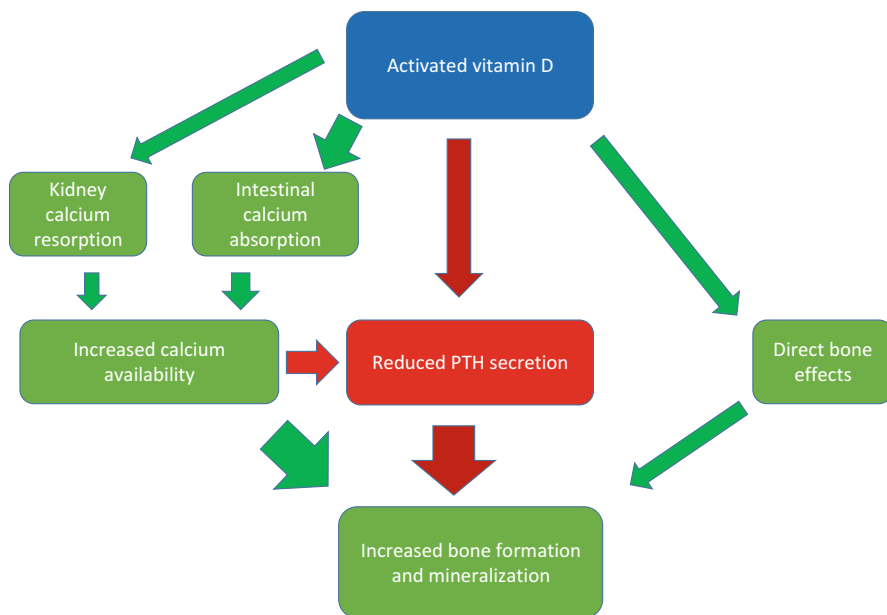 Activated vitamin D
Kidney
calcium
resorption
Intestinal
calcium
absorption
Increased calcium
availability
Reduced PTH secretion
Direct bone
effects
Increased bone formation
and mineralization